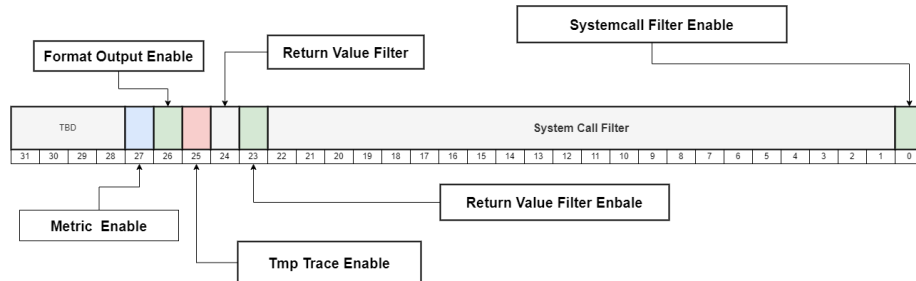 Systemcall Filter Enable
Format Output Enable
Return Value Filter
TBD
System Call Filter
31 30 29 28 27 26 25 24 23 22 21 20 19 18 17 16 15 14 13 12 11 10 9 8 7 6 5 4 3 2 1 0
Return Value Filter Enbale
Metric Enable
Tmp Trace Enable